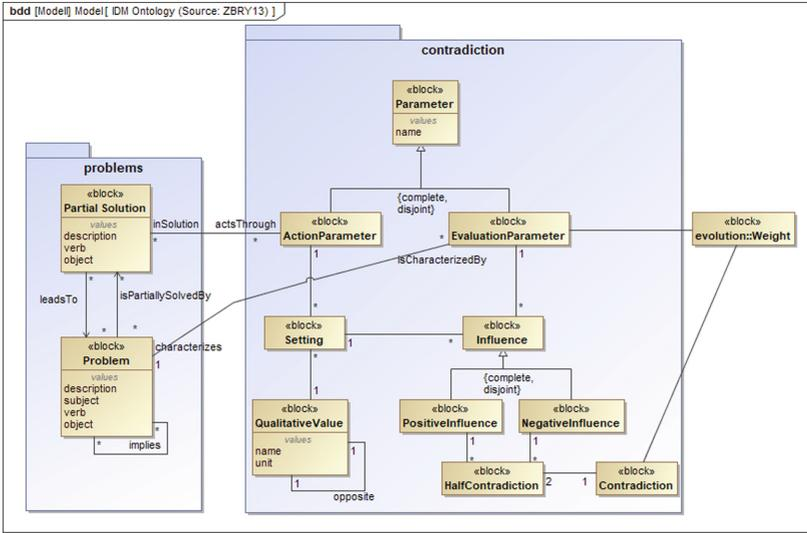 bdd [Modell] Model[ IDM Ontology (Source: ZBRY13) ]
contradiction
«block»
Parameter
values
name
{complete,
disjoint}
problems
«block»
Partial Solution
values
description
verb
object
inSolution
*
actsThrough
*
«block»
ActionParameter
«block»
EvaluationParameter
«block»
evolution::Weight
*
isCharacterizedBy
1
1
*
*
leadsTo
isPartiallySolvedBy
*
*
*
*
«block»
Problem
values
description
subject
verb
object
characterizes
1
*
*
implies
«block»
Setting
1
*
«block»
Influence
*
1
{complete,
disjoint}
«block»
QualitativeValue
values
name
unit
1
1
opposite
«block»
PositiveInfluence
«block»
NegativeInfluence
1
1
*
*
«block»
HalfContradiction
2
1
«block»
Contradiction